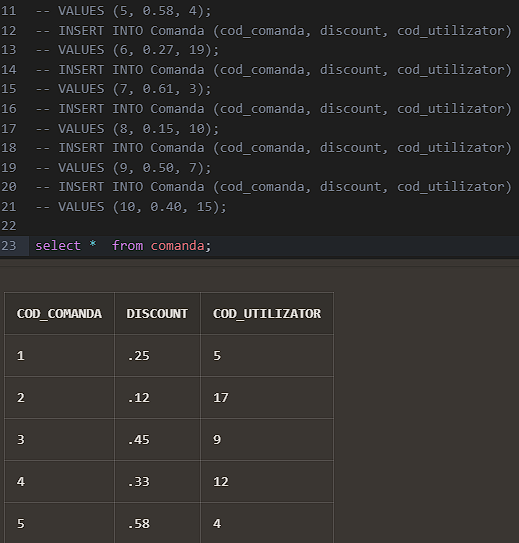 11 -- VALUES (5, 0.58, 4);
12 -- INSERT INTO Comanda (cod_comanda, discount, cod_utilizator)
13 -- VALUES (6, 0.27, 19);
14 -- INSERT INTO Comanda (cod_comanda, discount, cod_utilizator)
15 -- VALUES (7, 0.61, 3);
16 -- INSERT INTO Comanda (cod_comanda, discount, cod_utilizator)
17 -- VALUES (8, 0.15, 10);
18 -- INSERT INTO Comanda (cod_comanda, discount, cod_utilizator)
19 -- VALUES (9, 0.50, 7);
20 -- INSERT INTO Comanda (cod_comanda, discount, cod_utilizator)
21 -- VALUES (10, 0.40, 15);
22
23 select *  from comanda;
COD_COMANDA DISCOUNT COD_UTILIZATOR
1 .25 5
2 .12 17
3 .45 9
4 .33 12
5 .58 4